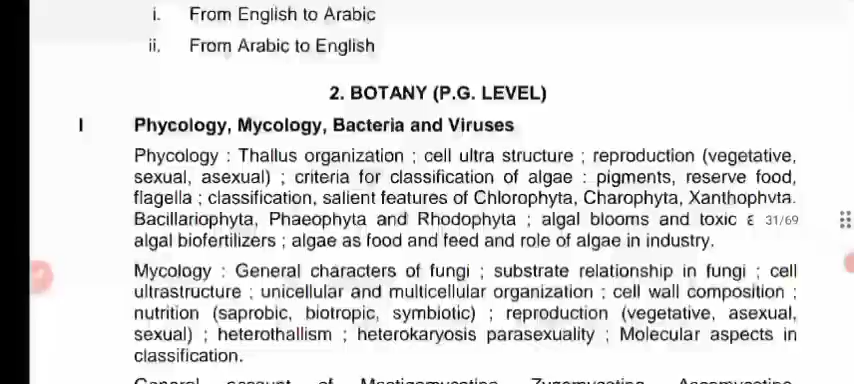 i. From English to Arabic
ii. From Arabic to English
2. BOTANY (P.G. LEVEL)
I Phycology, Mycology, Bacteria and Viruses
Phycology : Thallus organization ; cell ultra structure ; reproduction (vegetative,
sexual, asexual) ; criteria for classification of algae : pigments, reserve food,
flagella ; classification, salient features of Chlorophyta, Charophyta, Xanthophyta.
Bacillariophyta, Phaeophyta and Rhodophyta ; algal blooms and toxic 31/69
algal biofertilizers ; algae as food and feed and role of algae in industry.
Mycology : General characters of fungi ; substrate relationship in fungi ; cell
ultrastructure ; unicellular and multicellular organization ; cell wall composition ;
nutrition (saprobic, biotropic, symbiotic) ; reproduction (vegetative, asexual,
sexual) ; heterothallism ; heterokaryosis parasexuality ; Molecular aspects in
classification.
General account of